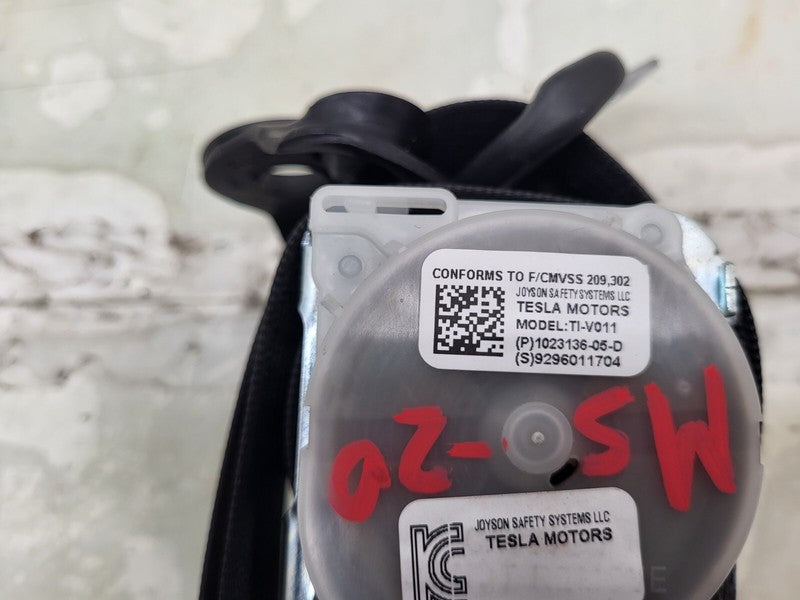 CONFORMS TO F/CMVSS 209,302
JOYSON SAFETY SYSTEMS LLC
TESLA MOTORS
MODEL:TI-V011
(P)1023136-05-D
(S)9296011704
MS-20
JOYSON SAFETY SYSTEMS LLC
TESLA MOTORS
E